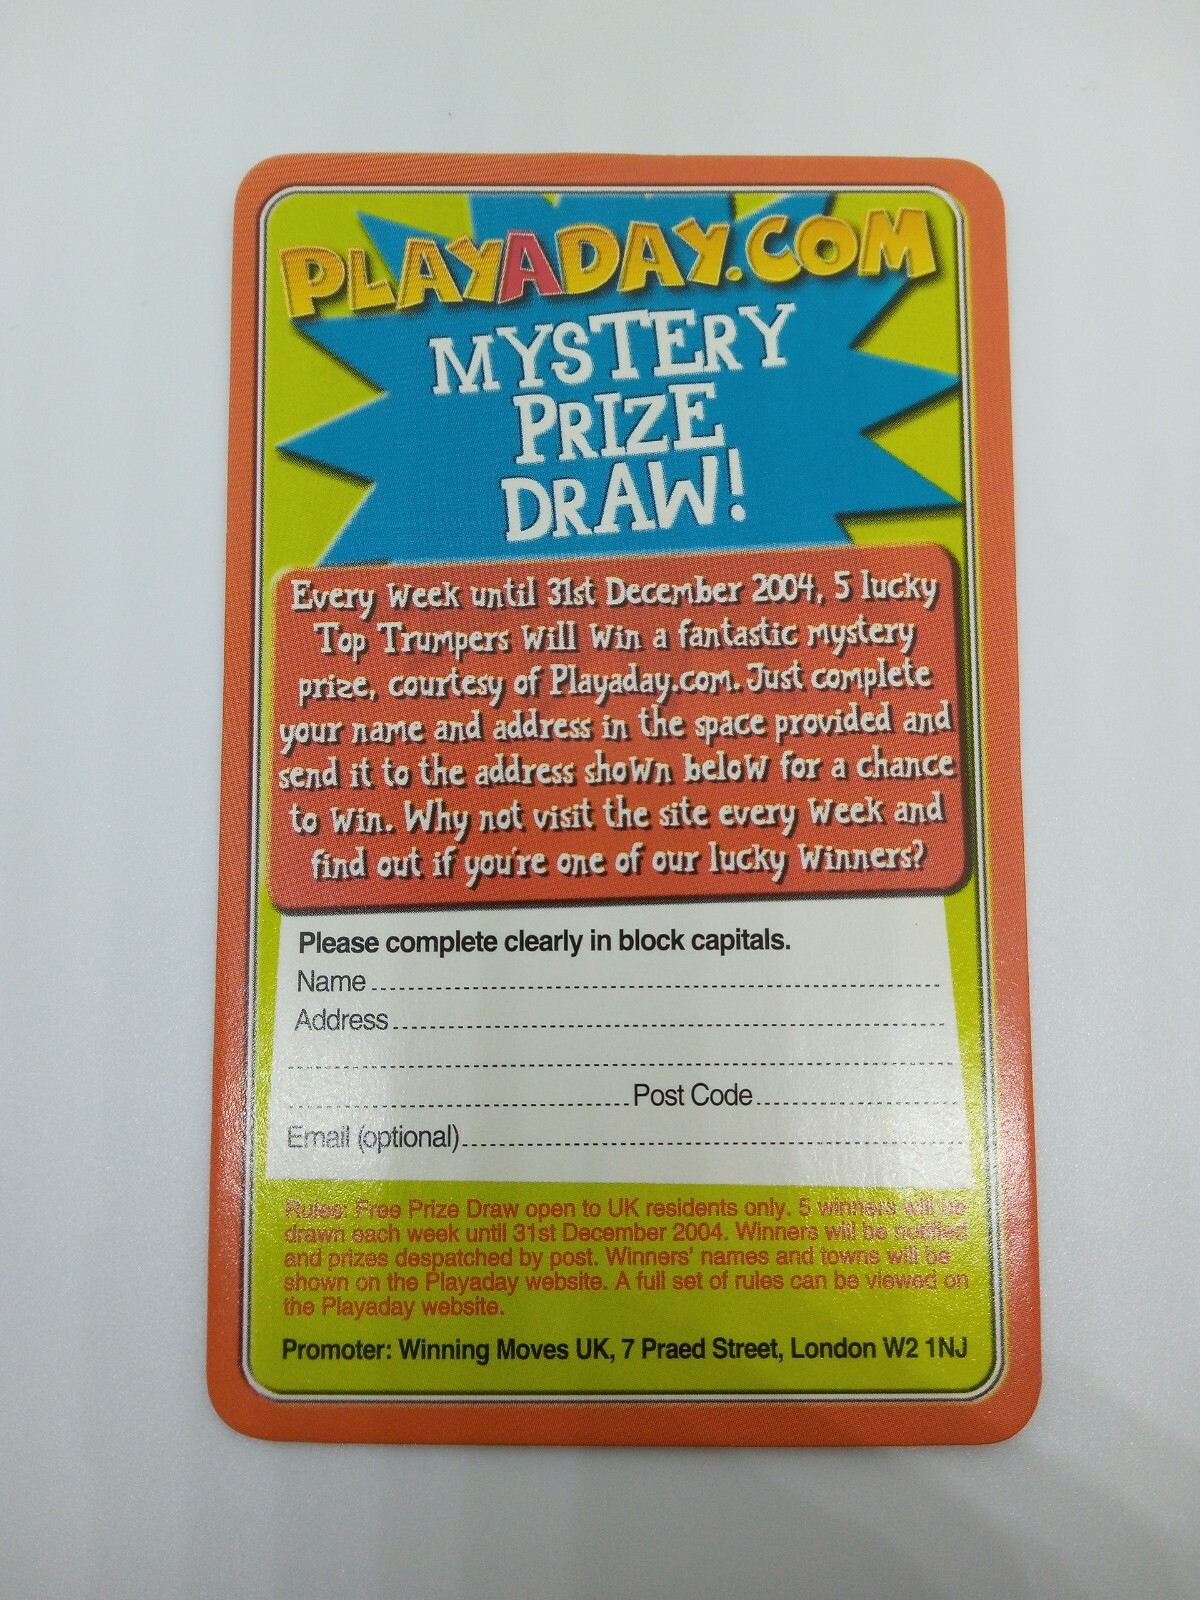 PLAYADAY.COM
MYSTERY
PRIZE
DRAW!
Every Week until 31st December 2004, 5 lucky
Top Trumpers Will Win a fantastic mystery
prize, courtesy of Playaday.com. Just complete
your name and address in the space provided and
send it to the address shown below for a chance
to Win. Why not visit the site every Week and
find out if you're one of our lucky Winners?
Please complete clearly in block capitals.
Name
Address
Post Code
Email (optional)
Rules: Free Prize Draw open to UK residents only. 5 winners will be
drawn each week until 31st December 2004. Winners will be notified
and prizes despatched by post. Winners' names and towns will be
shown on the Playaday website. A full set of rules can be viewed on
the Playaday website.
Promoter: Winning Moves UK, 7 Praed Street, London W2 1NJ